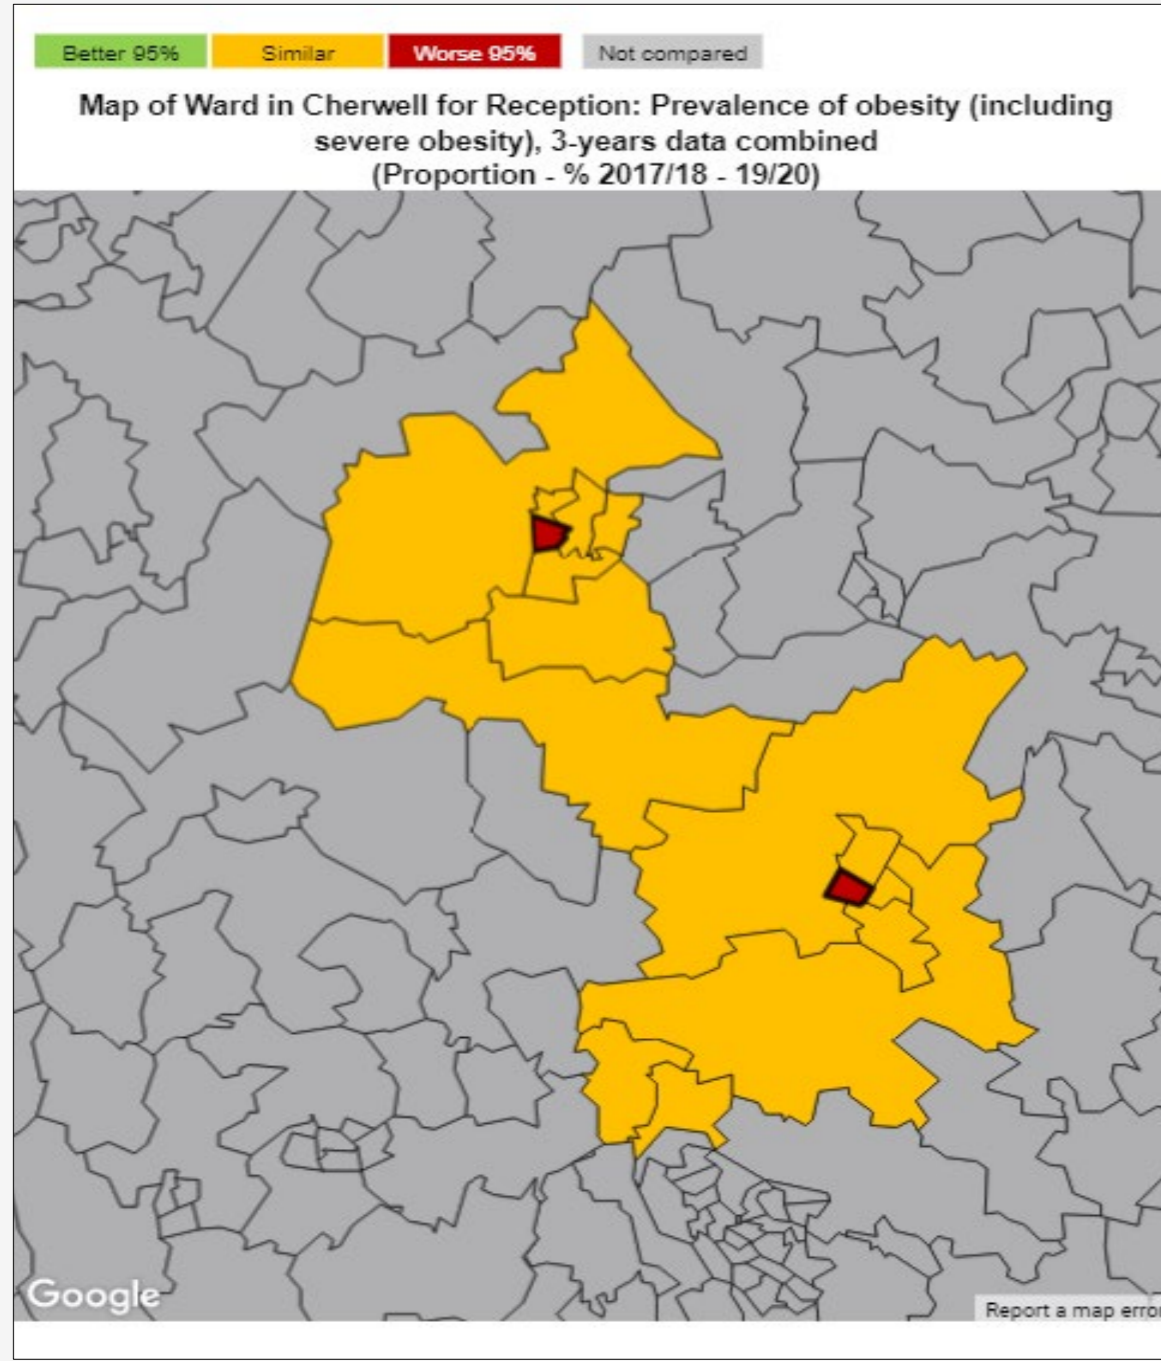 Better 95% Similar Worse 95% Not compared
Map of Ward in Cherwell for Reception: Prevalence of obesity (including
severe obesity), 3-years data combined
(Proportion - % 2017/18 - 19/20)
Google
Report a map error